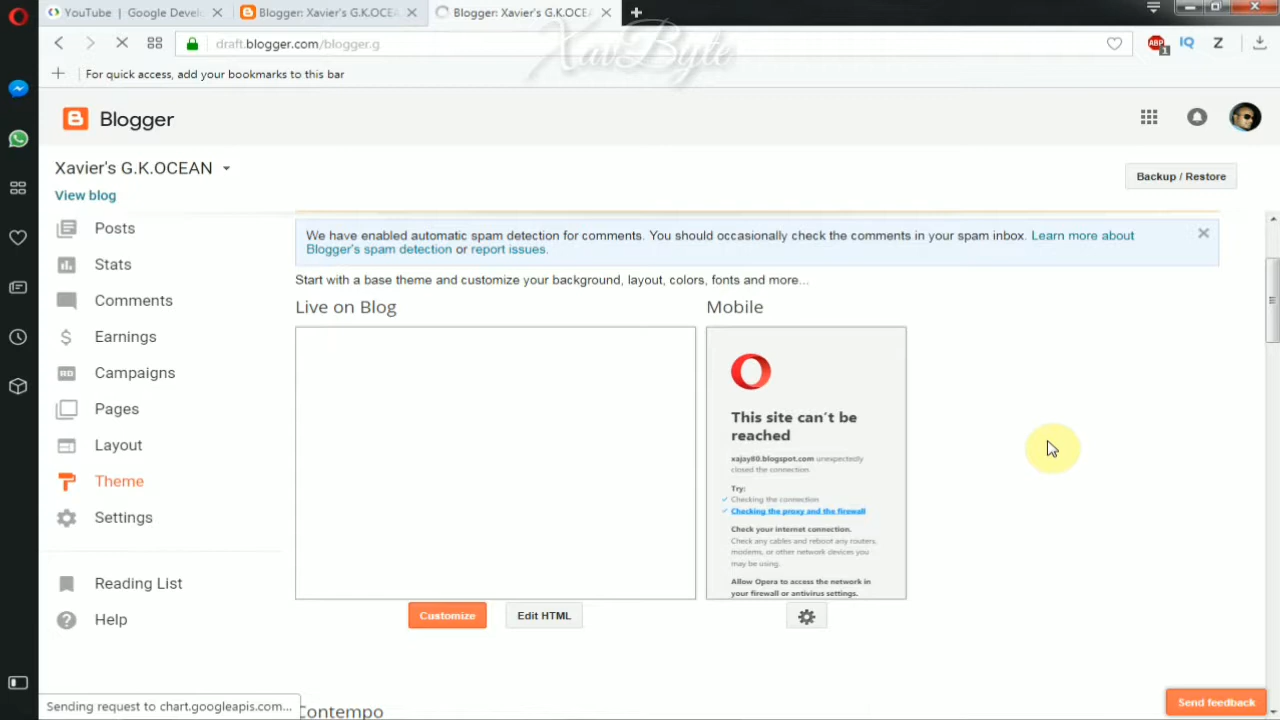 YouTube | Google Devel
Blogger: Xavier's G.K.OCEAN
Blogger: Xavier's G.K.OCEA
draft.blogger.com/blogger.g
XavByte
ABP
1
IQ
Z
For quick access, add your bookmarks to this bar
Blogger
Xavier's G.K.OCEAN
View blog
Backup / Restore
Posts
Stats
Comments
Earnings
Campaigns
Pages
Layout
Theme
Settings
Reading List
Help
We have enabled automatic spam detection for comments. You should occasionally check the comments in your spam inbox. Learn more about
Blogger's spam detection or report issues.
Start with a base theme and customize your background, layout, colors, fonts and more...
Live on Blog
Mobile
This site can't be
reached
xajay80.blogspot.com unexpectedly
closed the connection.
Try:
Checking the connection
Checking the proxy and the firewall
Check your internet connection.
Check any cables and reboot any routers,
modems, or other network devices you
may be using.
Allow Opera to access the network in
your firewall or antivirus settings.
Customize
Edit HTML
Contempo
Sending request to chart.googleapis.com...
Send feedback